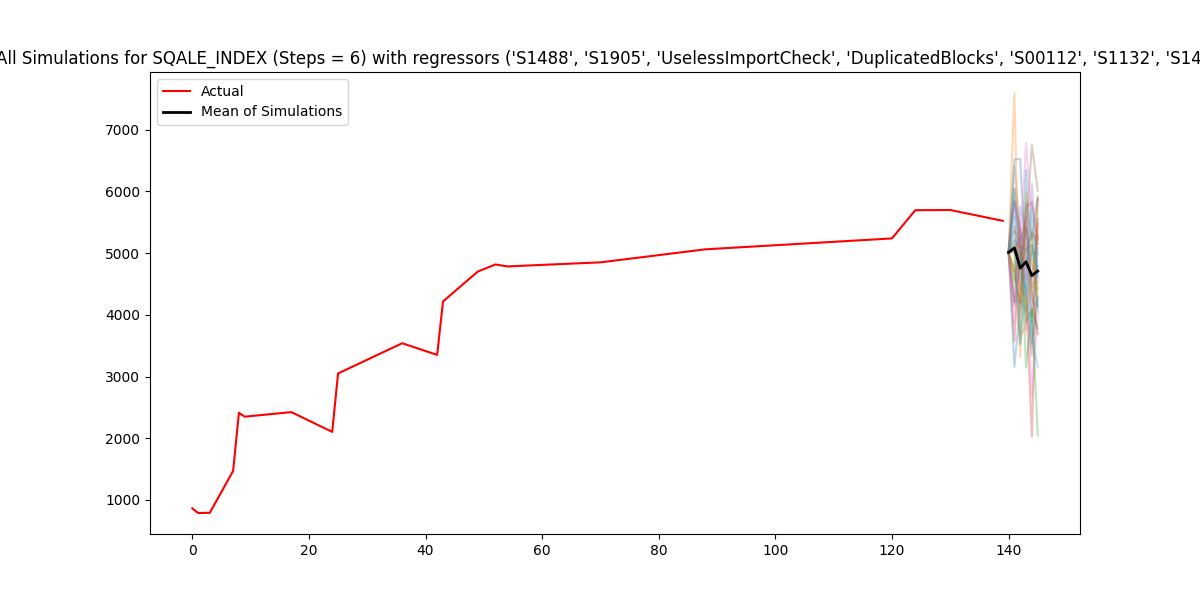 All Simulations for SQALE_INDEX (Steps = 6) with regressors ('S1488', 'S1905', 'UselessImportCheck', 'DuplicatedBlocks', 'S00112', 'S1132', 'S14
Actual
Mean of Simulations
7000
6000
5000
4000
3000
2000
1000
0 20 40 60 80 100 120 140